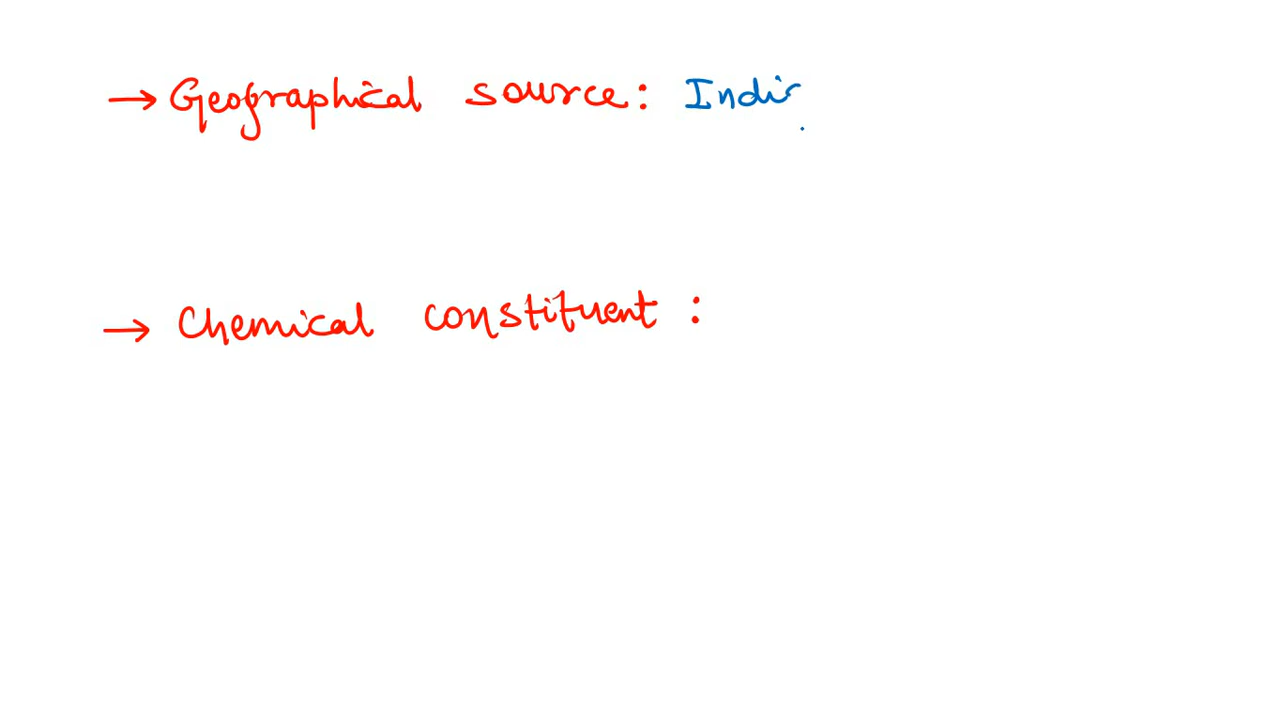 → Geographical source: Indi
→ Chemical constituent :